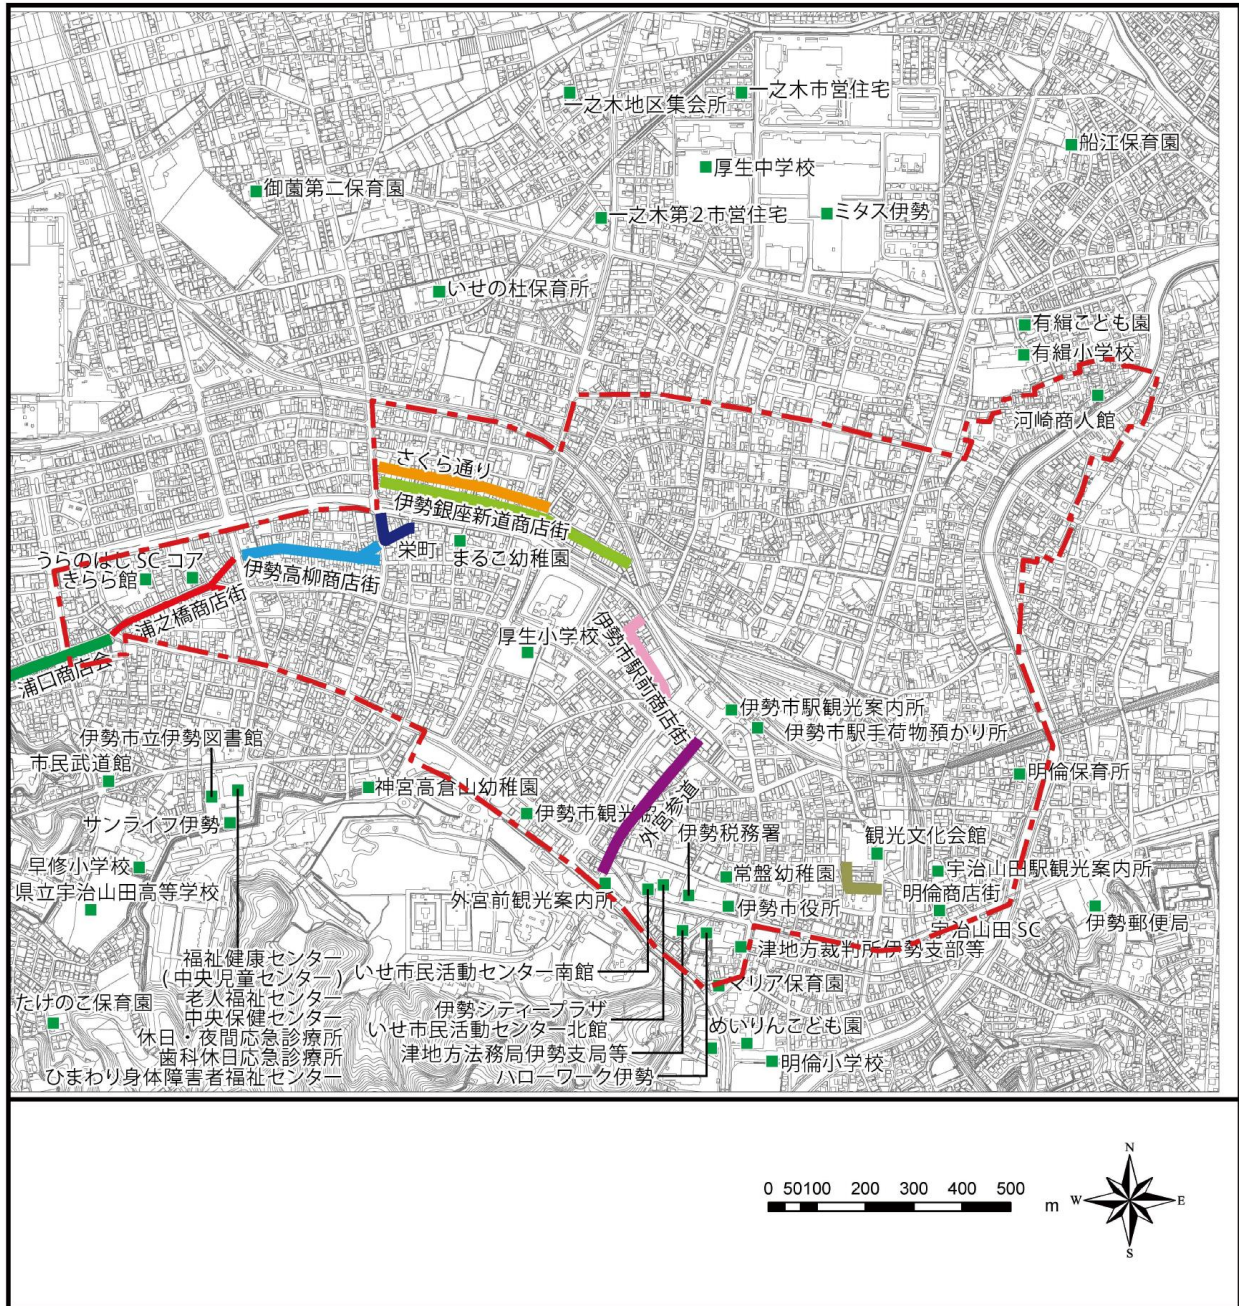 一之木地区集会所
一之木市営住宅
船江保育園
厚生中学校
御薗第二保育園
一之木第2市営住宅
ミタス伊勢
いせの杜保育所
有緝こども園
有緝小学校
河崎商人館
さくら通り
伊勢銀座新道商店街
栄町
まるこ幼稚園
うらのはし SC コア
きらら館
伊勢高柳商店街
浦之橋商店街
浦口商店会
厚生小学校
伊勢市駅前商店街
伊勢市駅観光案内所
伊勢市駅手荷物預かり所
伊勢市立伊勢図書館
市民武道館
神宮高倉山幼稚園
伊勢市観光協
外宮参道
明倫保育所
サンライフ伊勢
伊勢税務署
観光文化会館
早修小学校
常盤幼稚園
宇治山田駅観光案内所
県立宇治山田高等学校
外宮前観光案内所
伊勢市役所
明倫商店街
宇治山田 SC
伊勢郵便局
津地方裁判所伊勢支部等
福祉健康センター
(中央児童センター)
老人福祉センター
中央保健センター
休日・夜間応急診療所
歯科休日応急診療所
ひまわり身体障害者福祉センター
いせ市民活動センター南館
マリア保育園
たけのこ保育園
伊勢シティープラザ
いせ市民活動センター北館
めいりんこども園
津地方法務局伊勢支局等
ハローワーク伊勢
明倫小学校
0 50100 200 300 400 500
m
N
W
E
S